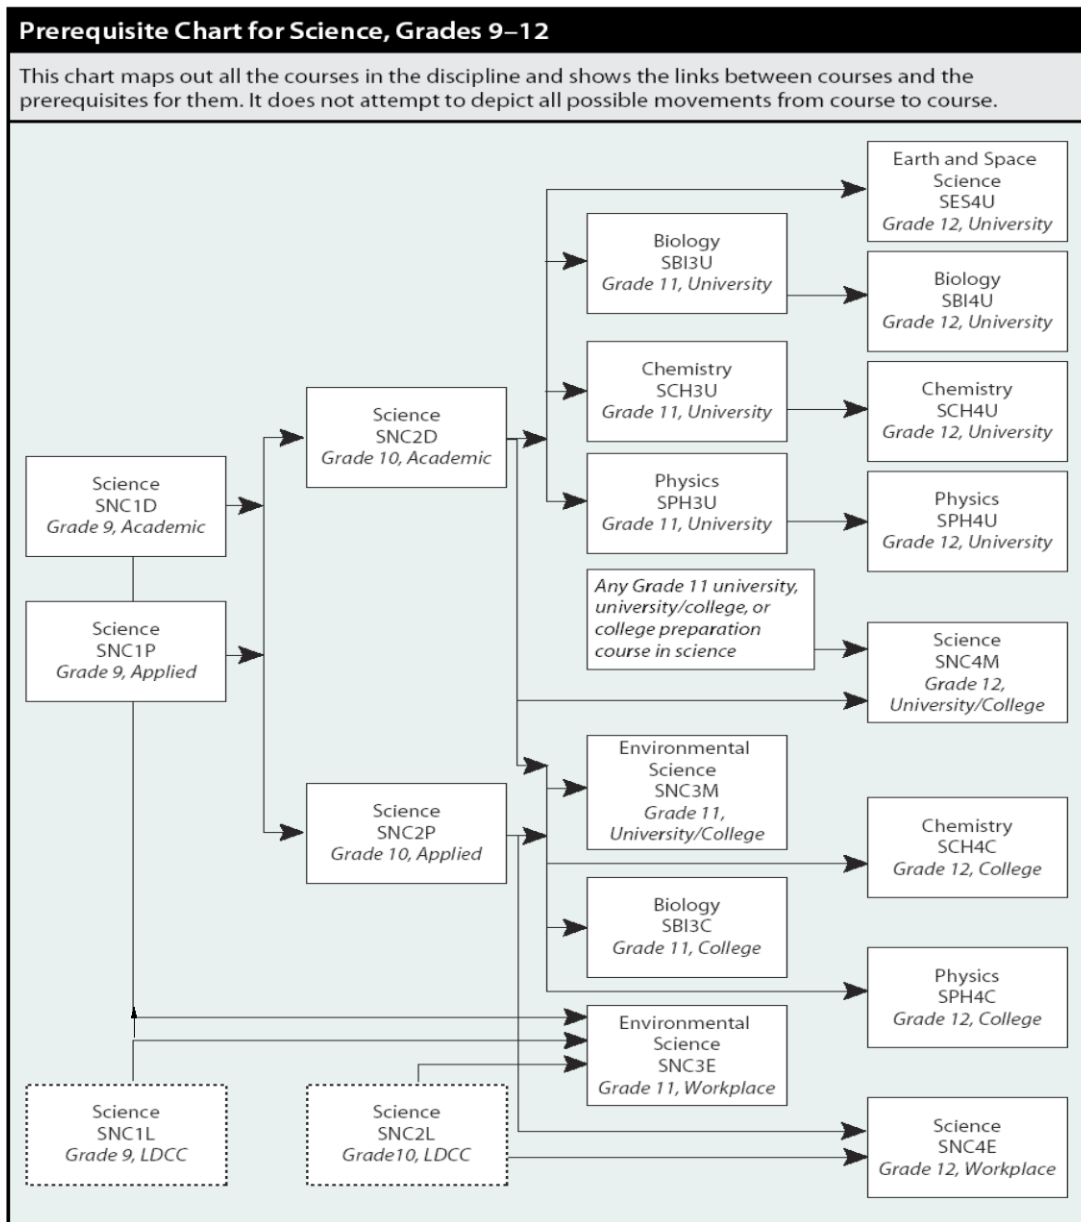 Prerequisite Chart for Science, Grades 9–12
This chart maps out all the courses in the discipline and shows the links between courses and the
prerequisites for them. It does not attempt to depict all possible movements from course to course.
Earth and Space
Science
SES4U
Grade 12, University
Biology
SBI3U
Grade 11, University
Biology
SBI4U
Grade 12, University
Chemistry
SCH3U
Grade 11, University
Chemistry
SCH4U
Grade 12, University
Science
SNC2D
Grade 10, Academic
Science
SNC1D
Grade 9, Academic
Physics
SPH3U
Grade 11, University
Physics
SPH4U
Grade 12, University
Any Grade 11 university,
university/college, or
college preparation
course in science
Science
SNC1P
Grade 9, Applied
Science
SNC4M
Grade 12,
University/College
Environmental
Science
SNC3M
Grade 11,
University/College
Science
SNC2P
Grade 10, Applied
Chemistry
SCH4C
Grade 12, College
Biology
SBI3C
Grade 11, College
Physics
SPH4C
Grade 12, College
Environmental
Science
SNC3E
Grade 11, Workplace
Science
SNC1L
Grade 9, LDCC
Science
SNC2L
Grade10, LDCC
Science
SNC4E
Grade 12, Workplace